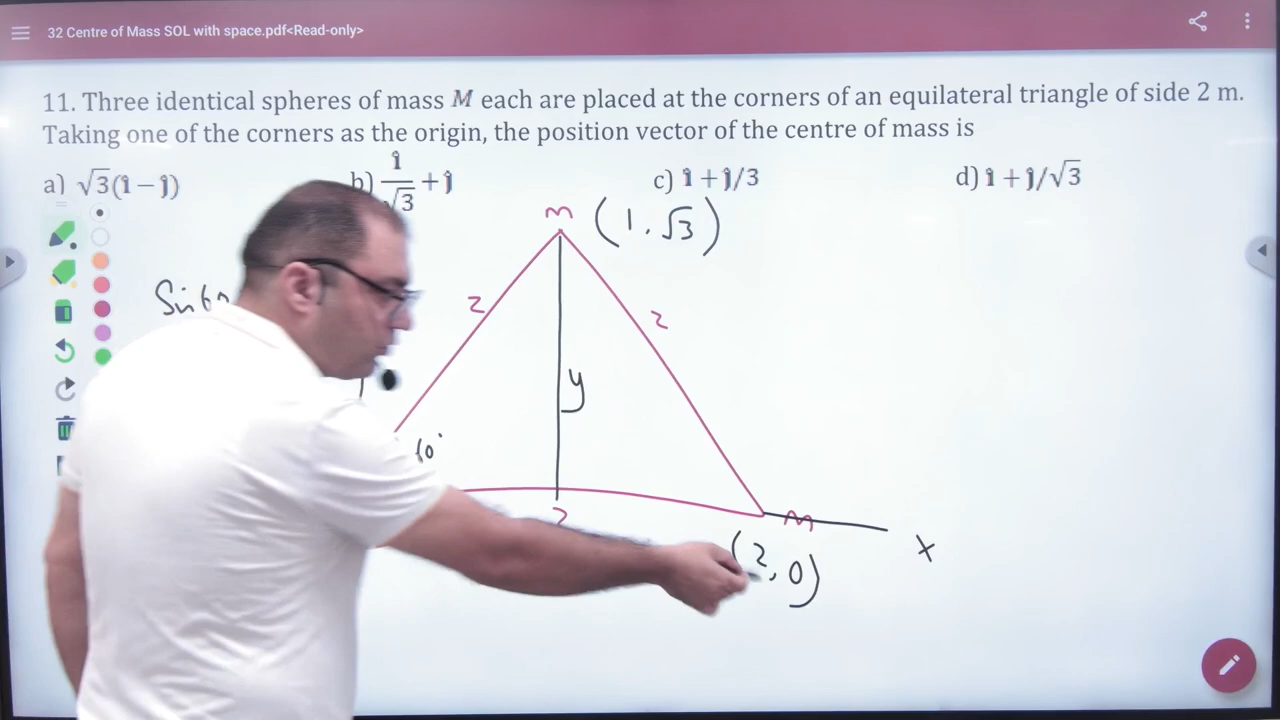 32 Centre of Mass SOL with space.pdf<Read-only>
11. Three identical spheres of mass M each are placed at the corners of an equilateral triangle of side 2 m.
Taking one of the corners as the origin, the position vector of the centre of mass is
a) √3(î − ĵ) b) î/√3 + ĵ c) î + ĵ/3 d) î + ĵ/√3
m (1, √3)
2 2
y
60°
2 m
(2, 0) x